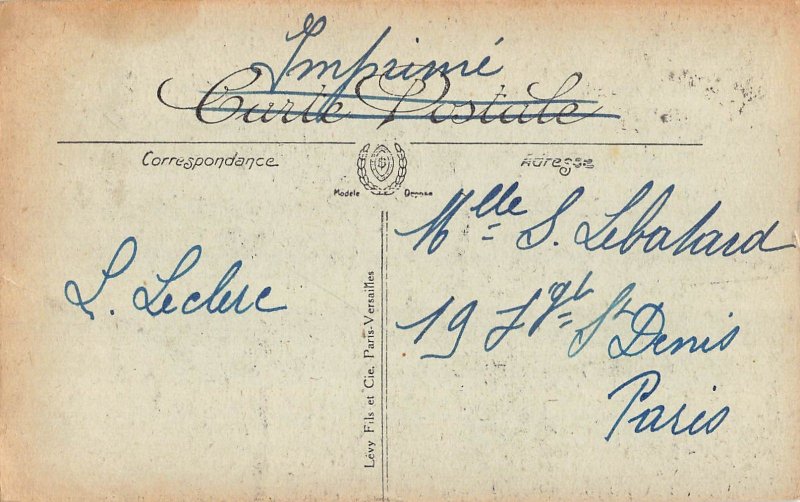 Imprimé
Carte Postale
Correspondance
Adresse
Modèle Déposé
Mlle S. Lebatard
L. Leclerc
19 Fgt St Denis
Paris
Lévy Fils et Cie, Paris-Versailles